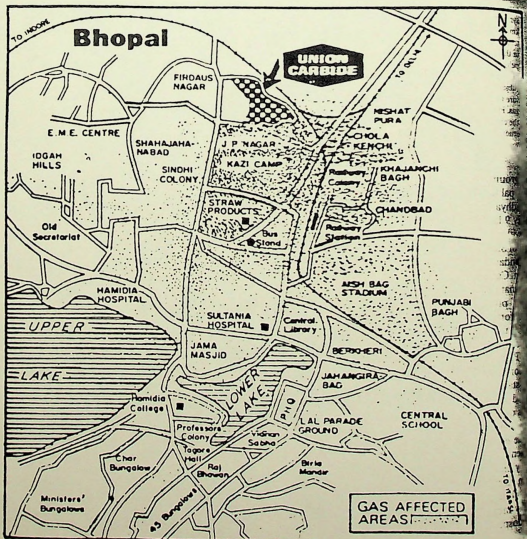 TO INDORE
Bhopal
N
UNION
CARBIDE
TO DELHI
FIRDAUS
NAGAR
NISHAT
PURA
E.M.E. CENTRE
SHAHAJAHA-
NABAD
J P NAGAR
CHOLA
KENCHI
IDGAH
HILLS
KAZI CAMP
SINDHI
COLONY
Railway
Colony
KHAJANCHI
BAGH
STRAW
PRODUCTS
CHANDBAD
Old
Secretariat
Bus
Stand
Railway
Station
HAMIDIA
HOSPITAL
AISH BAG
STADIUM
PUNJABI
BAGH
UPPER
LAKE
SULTANIA
HOSPITAL
Central
Library
JAMA
MASJID
BERKHERI
JAHANGIRA-
BAG
LOWER
LAKE
Hamidia
College
PHQ
LAL PARADE
GROUND
CENTRAL
SCHOOL
Professors
Colony
Vidhan
Sabha
Tagore
Hall
Char
Bungalow
Raj
Bhawan
Birla
Mandir
Ministers'
Bungalows
45 Bungalows
GAS AFFECTED
AREAS